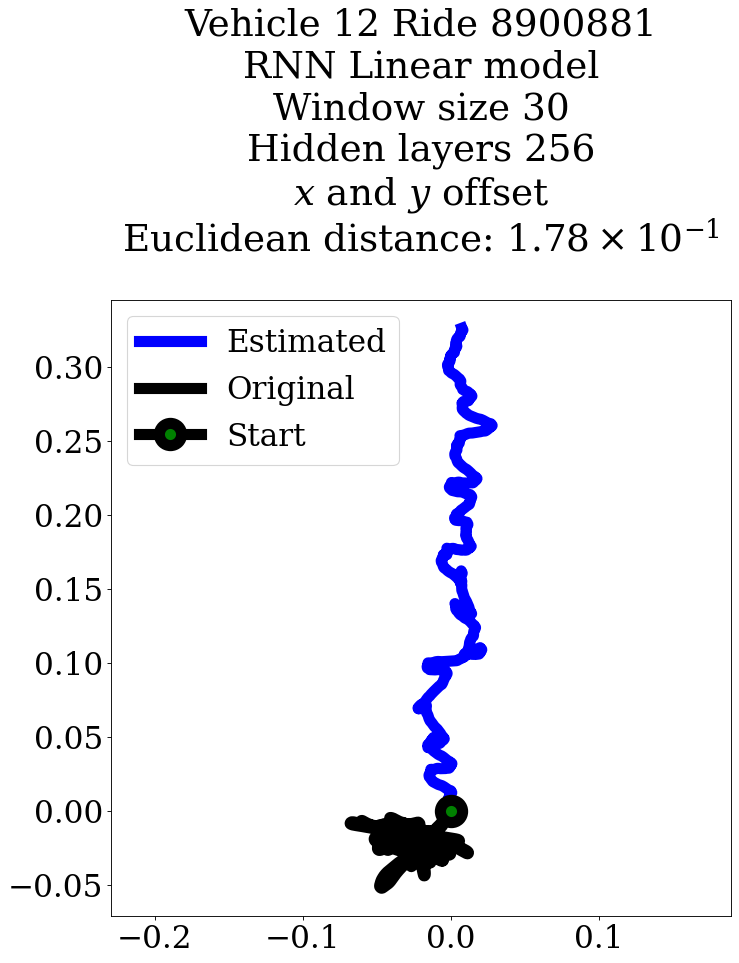 Vehicle 12 Ride 8900881
RNN Linear model
Window size 30
Hidden layers 256
x and y offset
Euclidean distance: 1.78 × 10⁻¹
Estimated
Original
Start
0.30
0.25
0.20
0.15
0.10
0.05
0.00
−0.05
−0.2 −0.1 0.0 0.1